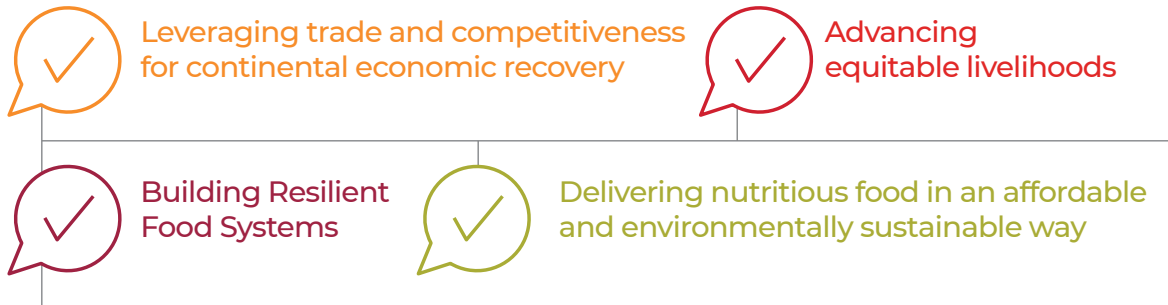 Leveraging trade and competitiveness
for continental economic recovery
Advancing
equitable livelihoods
Building Resilient
Food Systems
Delivering nutritious food in an affordable
and environmentally sustainable way